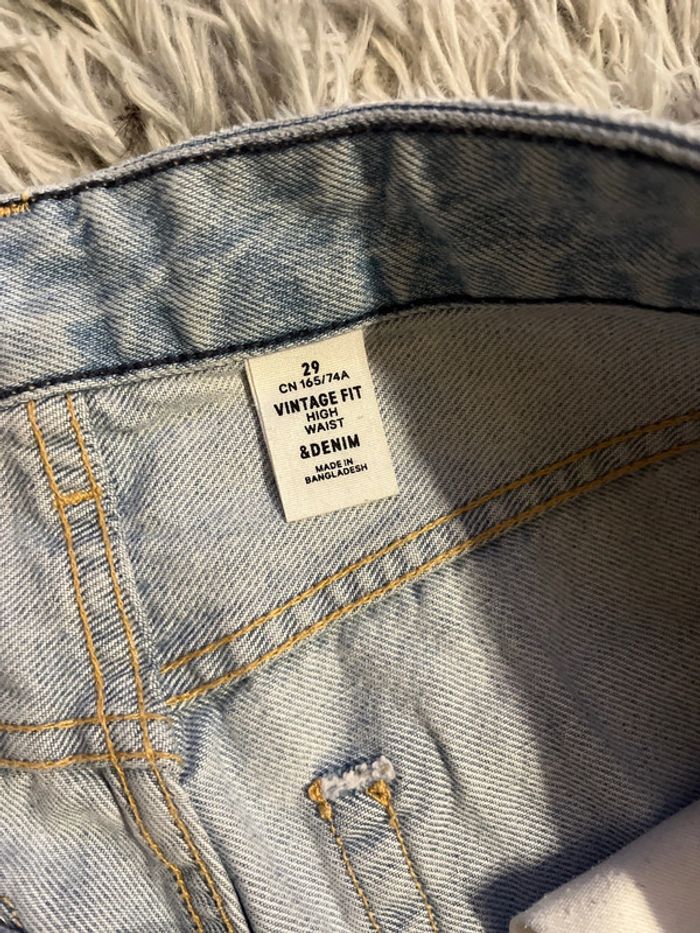 29
CN 165/74A
VINTAGE FIT
HIGH
WAIST
&DENIM
MADE IN
BANGLADESH